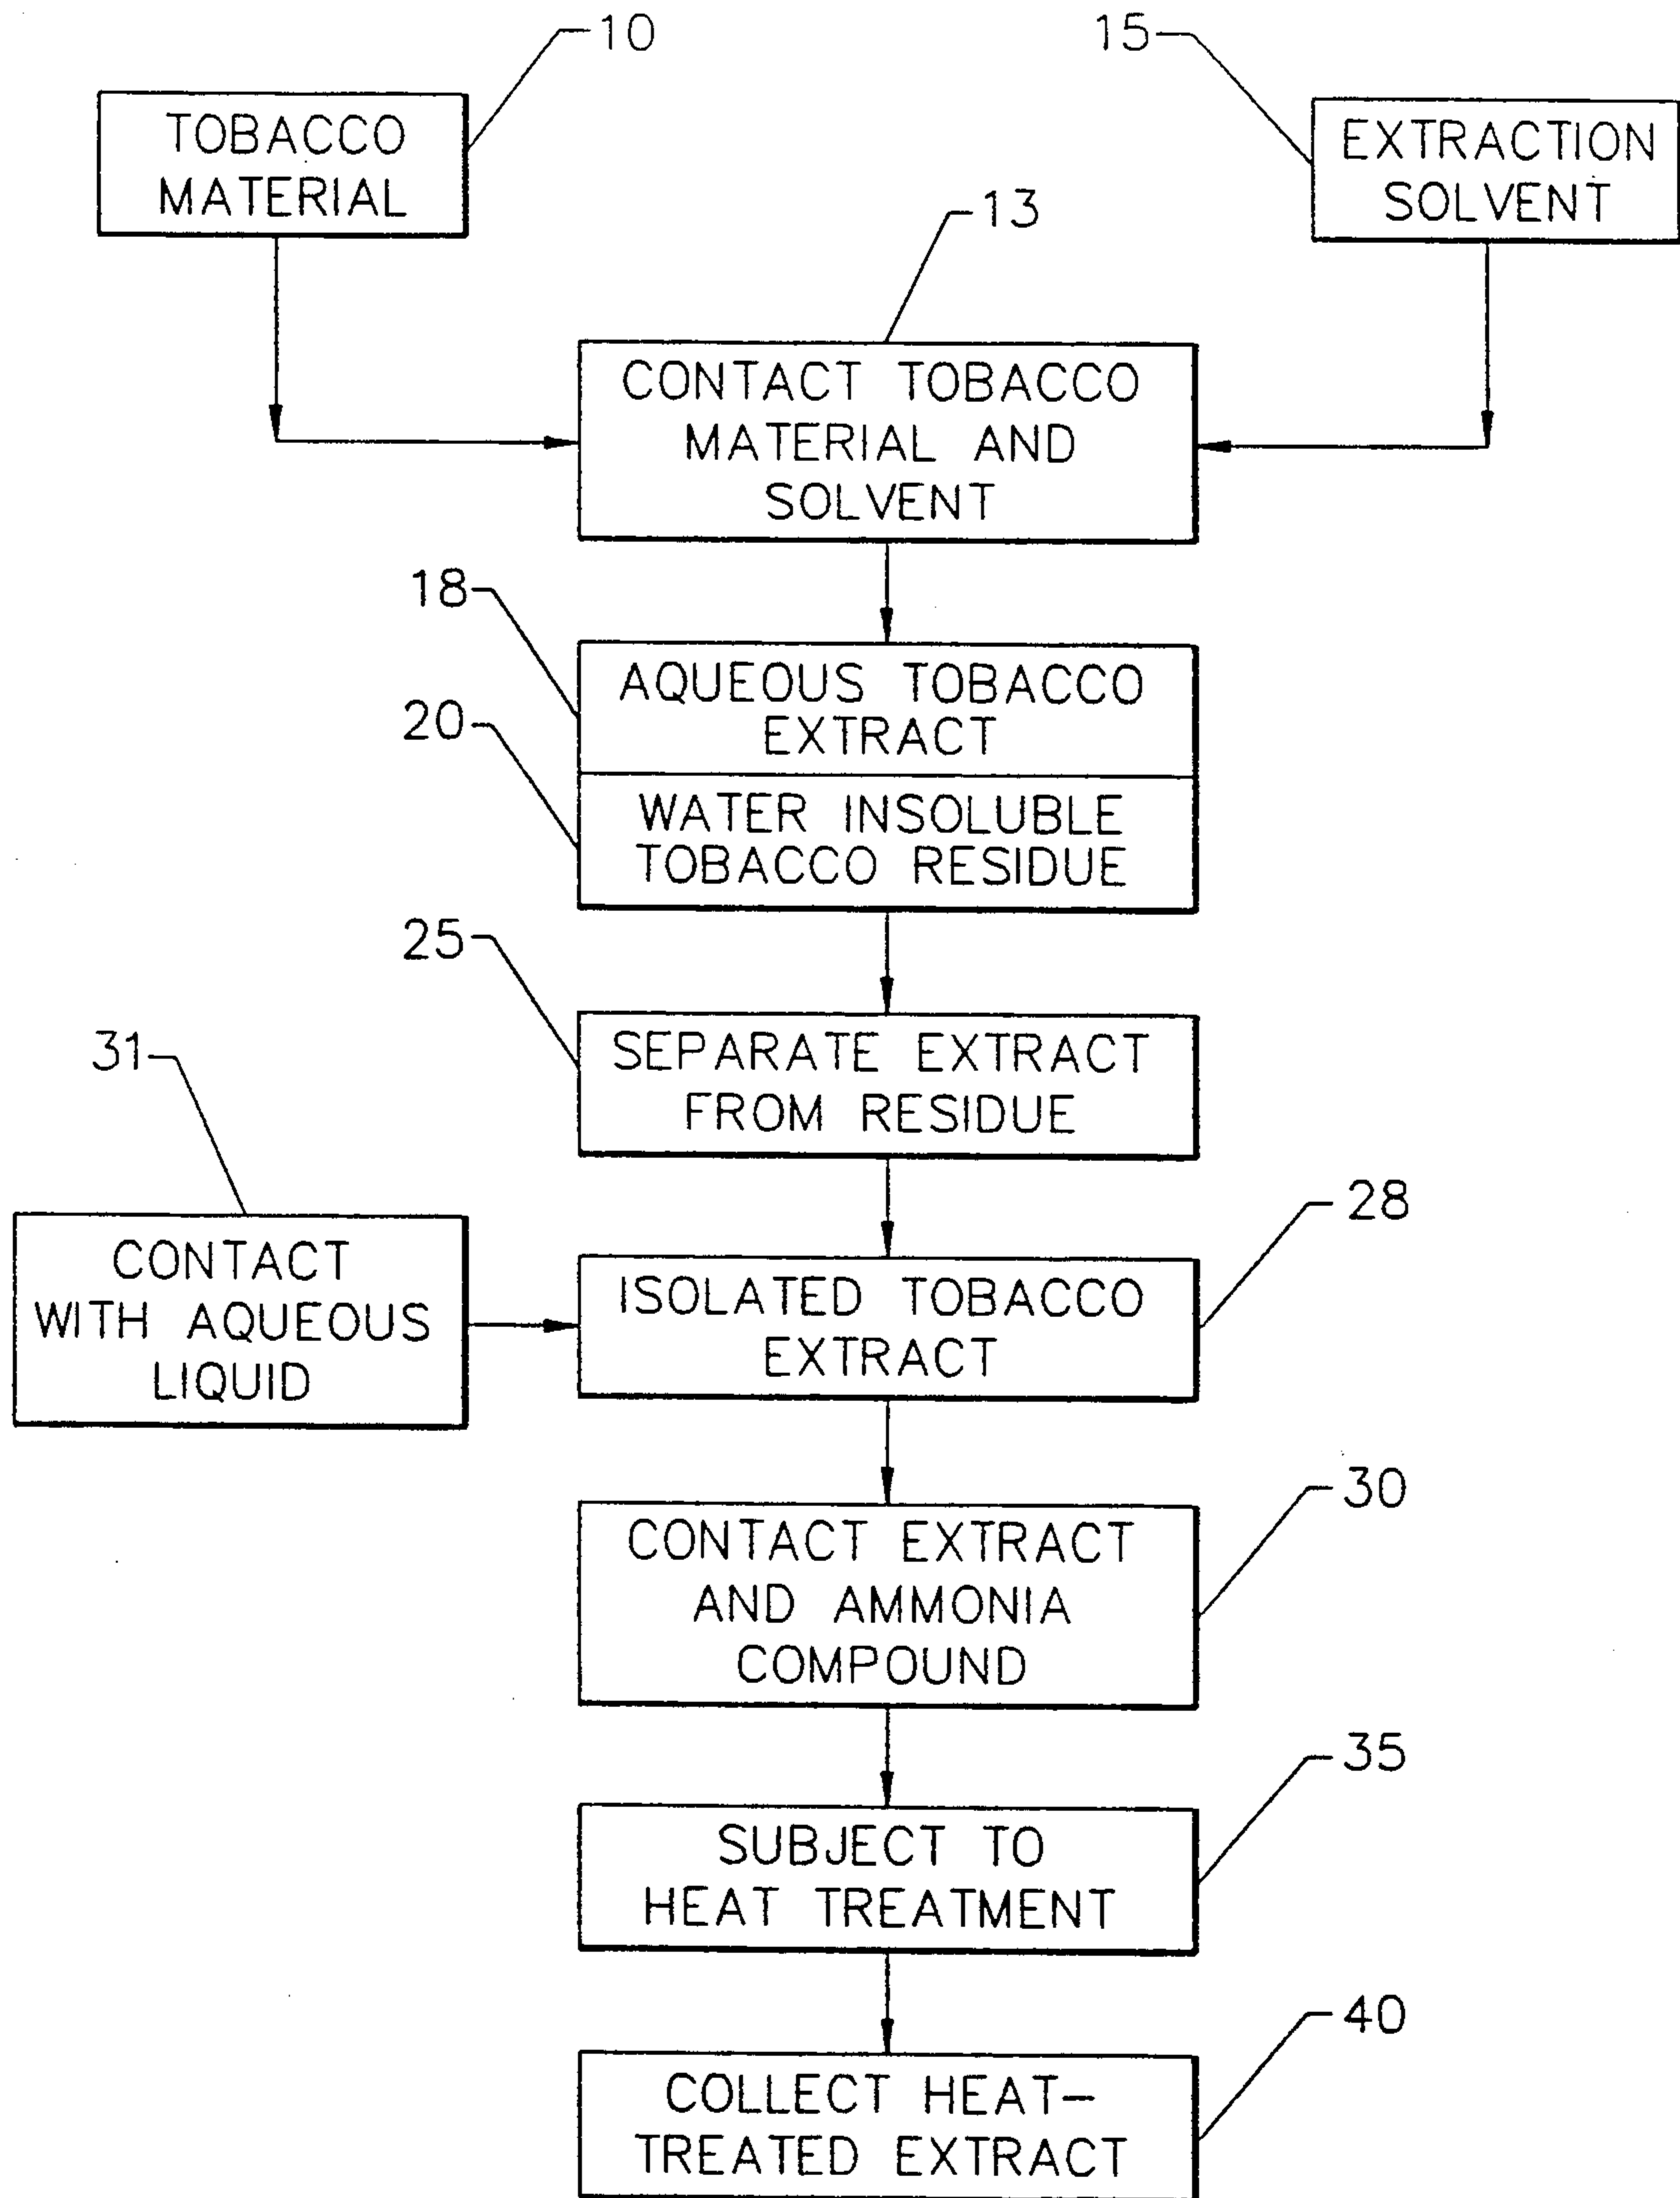 10
15
TOBACCO
MATERIAL
EXTRACTION
SOLVENT
13
CONTACT TOBACCO
MATERIAL AND
SOLVENT
18
AQUEOUS TOBACCO
EXTRACT
20
WATER INSOLUBLE
TOBACCO RESIDUE
25
SEPARATE EXTRACT
FROM RESIDUE
31
CONTACT
WITH AQUEOUS
LIQUID
28
ISOLATED TOBACCO
EXTRACT
30
CONTACT EXTRACT
AND AMMONIA
COMPOUND
35
SUBJECT TO
HEAT TREATMENT
40
COLLECT HEAT-
TREATED EXTRACT